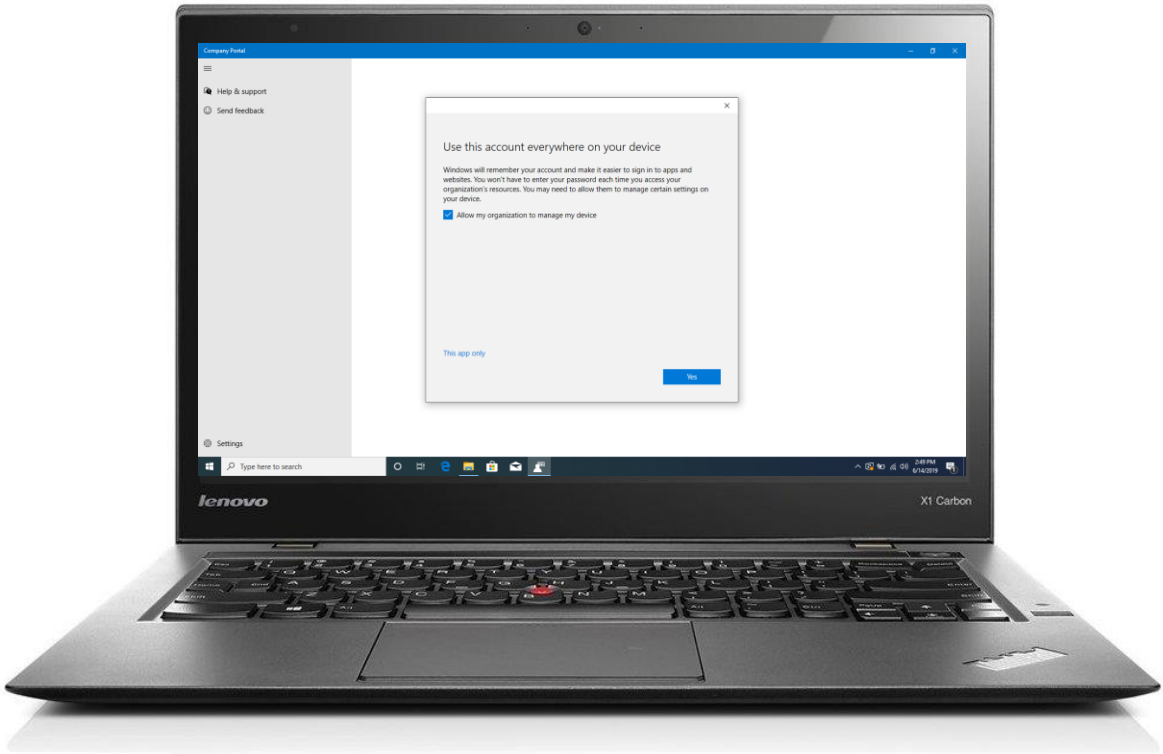 Company Portal
Help & support
Send feedback
Use this account everywhere on your device
Windows will remember your account and make it easier to sign in to apps and
websites. You won't have to enter your password each time you access your
organization's resources. You may need to allow them to manage certain settings on
your device.
Allow my organization to manage my device
This app only
Yes
Settings
Type here to search
2:49 PM
6/14/2019
lenovo
X1 Carbon
Q W E R T Y U I O P
A S D F G H J K L
Z X C V B N M